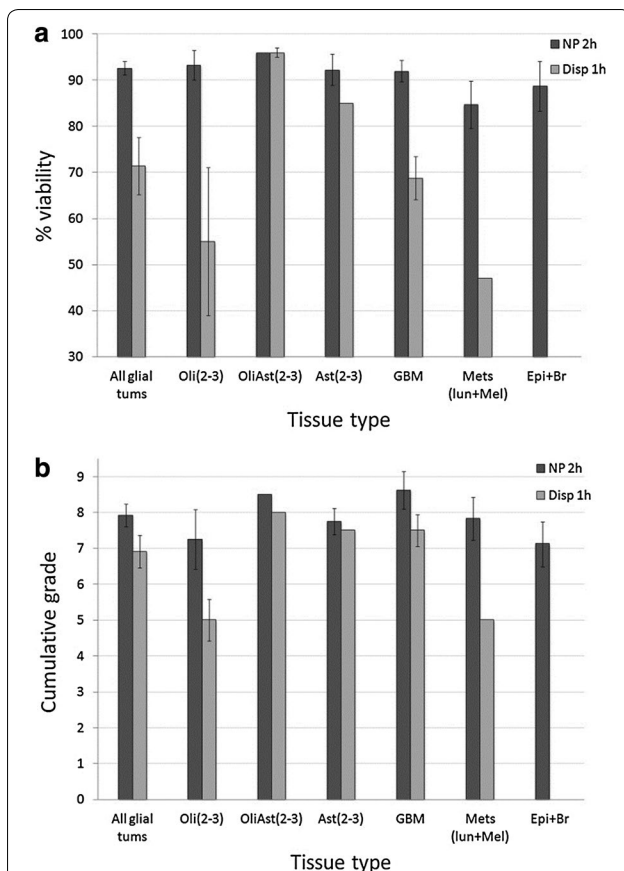 a
100
90
80
70
60
50
40
30
% viability
NP 2h
Disp 1h
All glial tums
Oli(2-3)
OliAst(2-3)
Ast(2-3)
GBM
Mets (lun+Mel)
Epi+Br
Tissue type
b
9
8
7
6
5
4
3
2
1
0
Cumulative grade
NP 2h
Disp 1h
All glial tums
Oli(2-3)
OliAst(2-3)
Ast(2-3)
GBM
Mets (lun+Mel)
Epi+Br
Tissue type